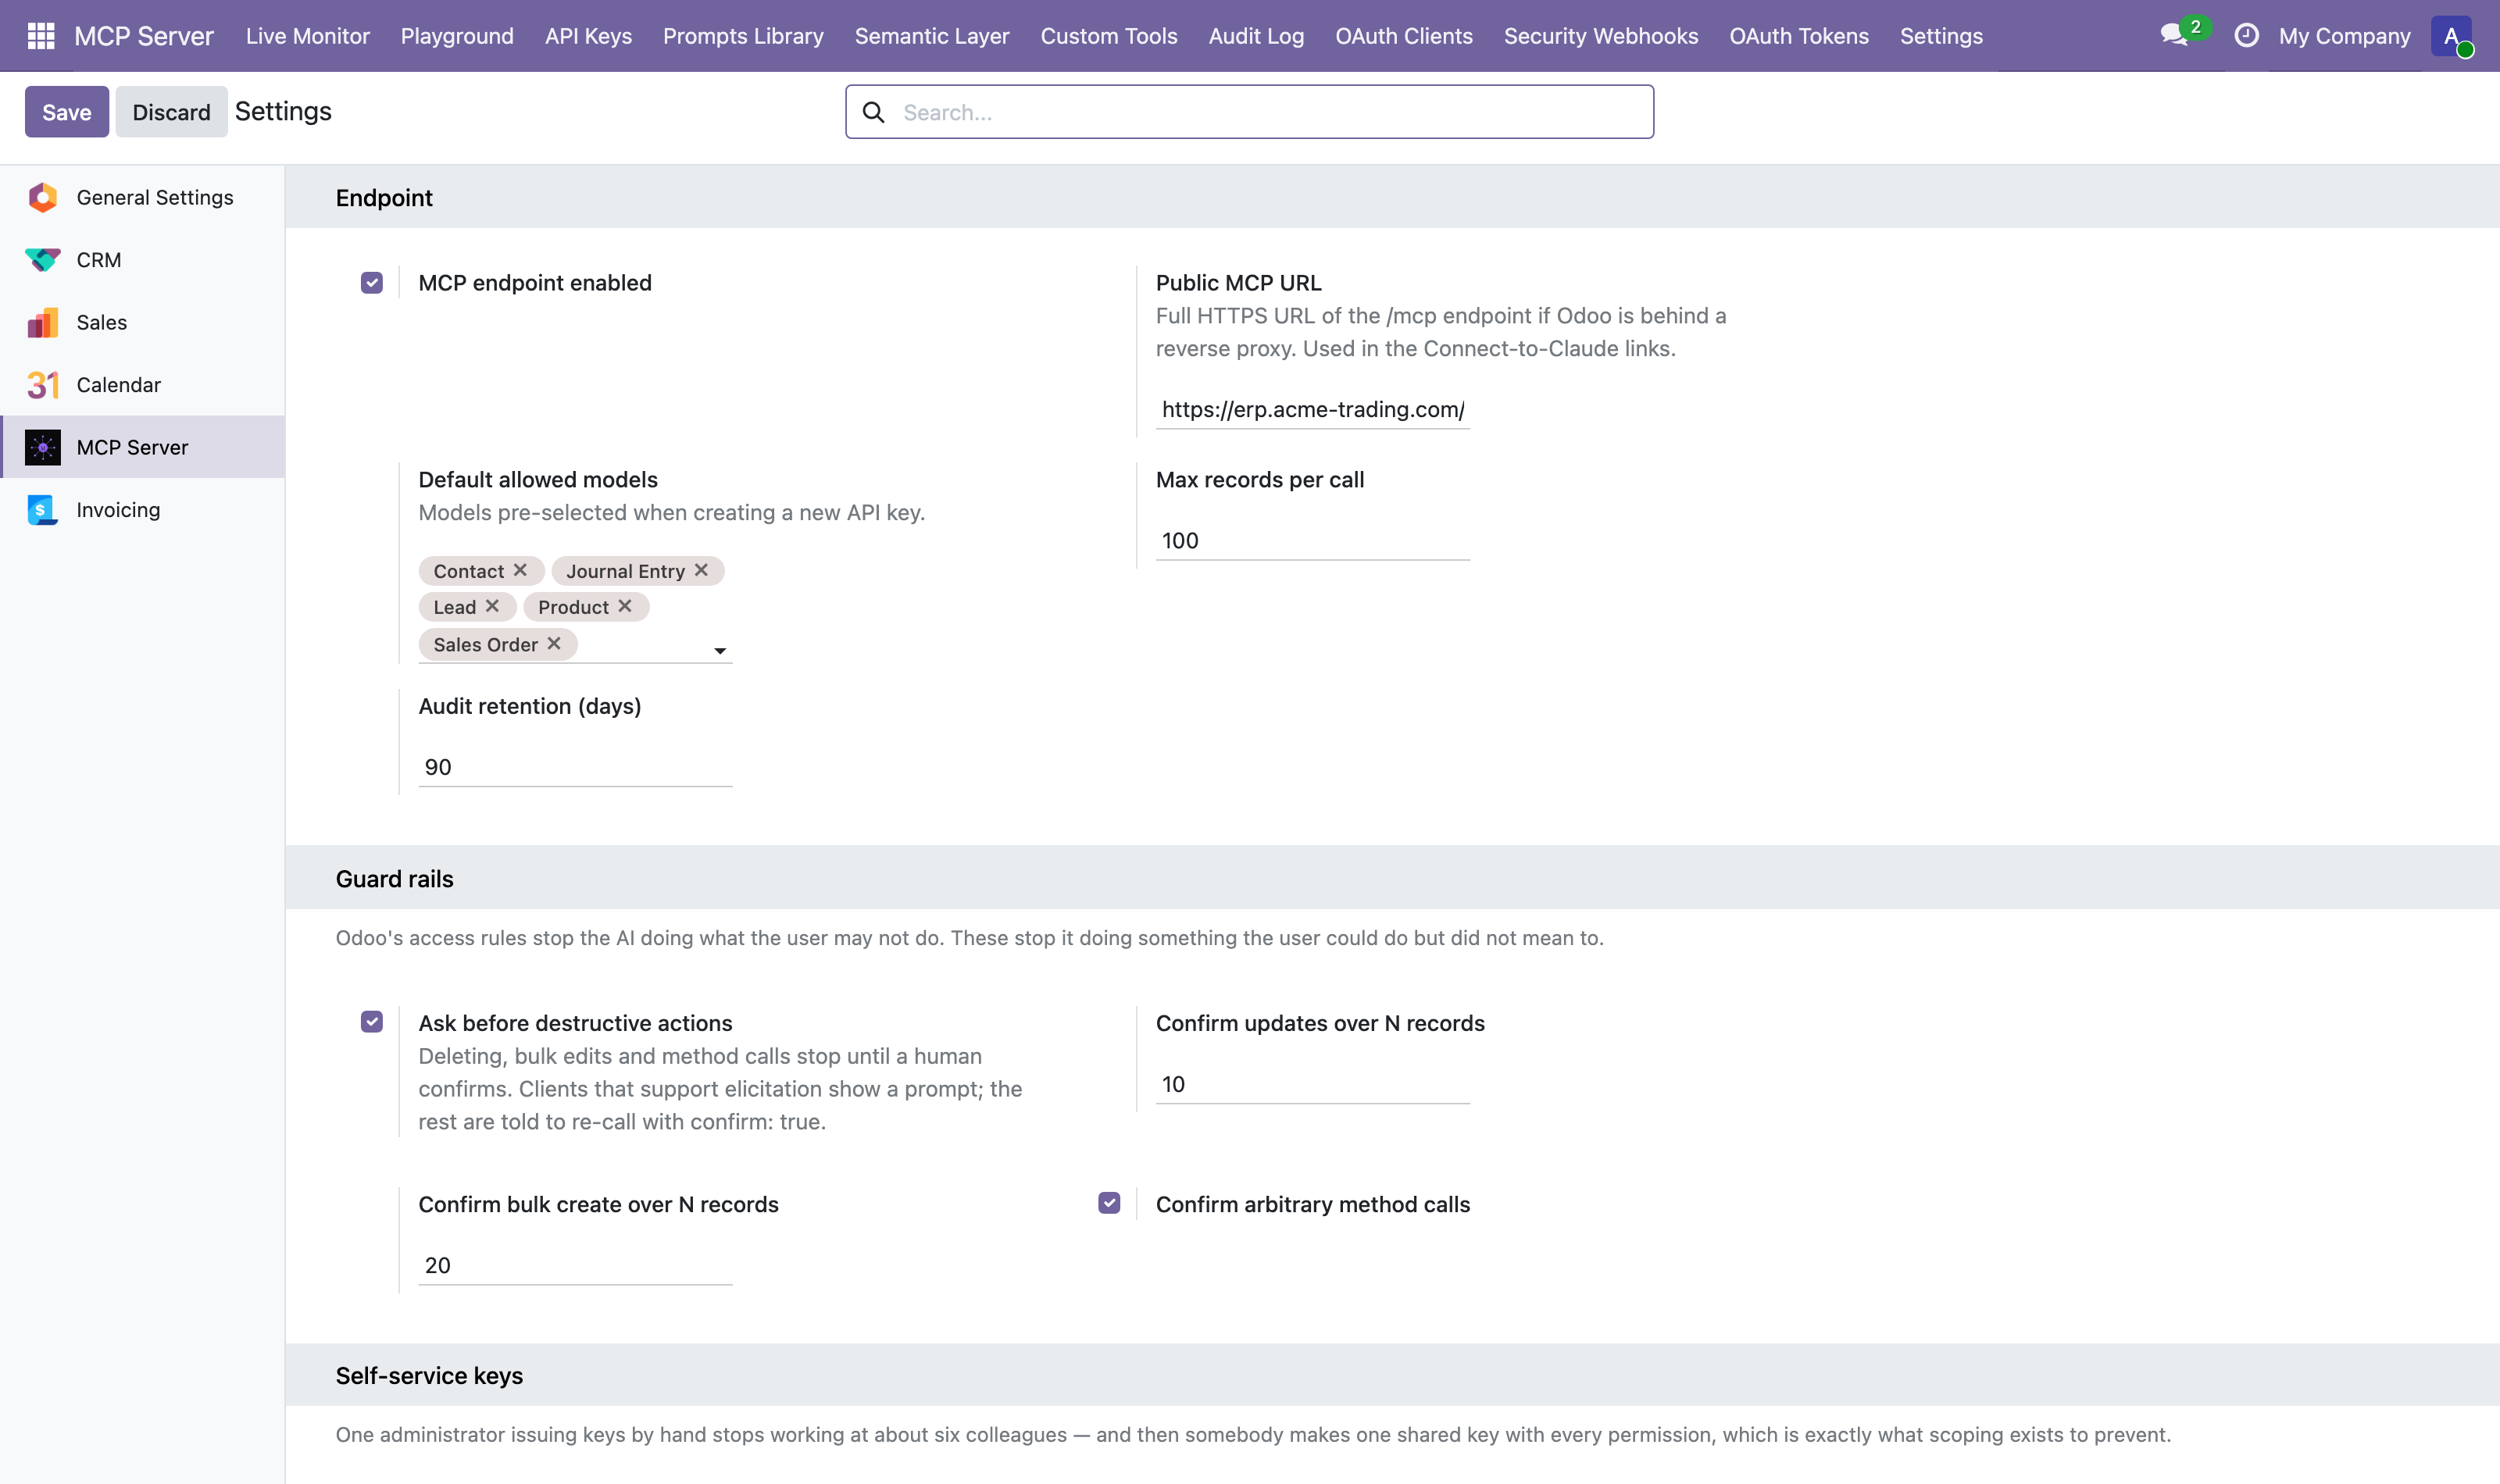 MCP Server Live Monitor Playground API Keys Prompts Library Semantic Layer Custom Tools Audit Log OAuth Clients Security Webhooks OAuth Tokens Settings 2 My Company A
Save Discard Settings Search...
General Settings
CRM
Sales
31 Calendar
MCP Server
$ Invoicing
Endpoint
MCP endpoint enabled
Public MCP URL
Full HTTPS URL of the /mcp endpoint if Odoo is behind a
reverse proxy. Used in the Connect-to-Claude links.
https://erp.acme-trading.com/
Default allowed models
Models pre-selected when creating a new API key.
Contact ✕ Journal Entry ✕
Lead ✕ Product ✕
Sales Order ✕
Max records per call
100
Audit retention (days)
90
Guard rails
Odoo's access rules stop the AI doing what the user may not do. These stop it doing something the user could do but did not mean to.
Ask before destructive actions
Deleting, bulk edits and method calls stop until a human
confirms. Clients that support elicitation show a prompt; the
rest are told to re-call with confirm: true.
Confirm updates over N records
10
Confirm bulk create over N records
20
Confirm arbitrary method calls
Self-service keys
One administrator issuing keys by hand stops working at about six colleagues — and then somebody makes one shared key with every permission, which is exactly what scoping exists to prevent.